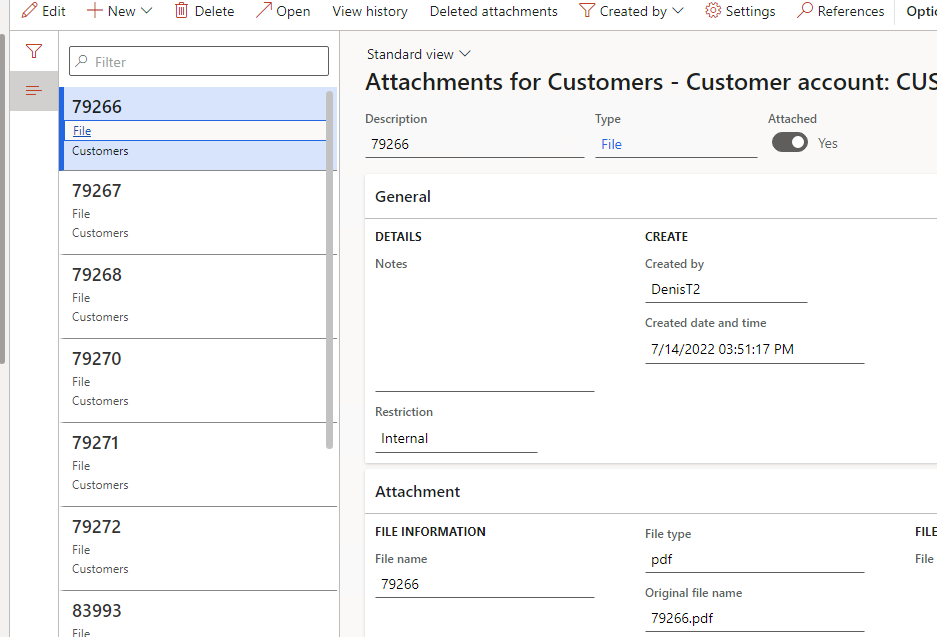 Edit New Delete Open View history Deleted attachments Created by Settings References Optio
Filter
79266
File
Customers
79267
File
Customers
79268
File
Customers
79270
File
Customers
79271
File
Customers
79272
File
Customers
83993
File
Standard view
Attachments for Customers - Customer account: CUS
Description Type Attached
79266 File Yes
General
DETAILS CREATE
Notes Created by
DenisT2
Created date and time
7/14/2022 03:51:17 PM
Restriction
Internal
Attachment
FILE INFORMATION File type FILE
File name pdf File
79266 Original file name
79266.pdf